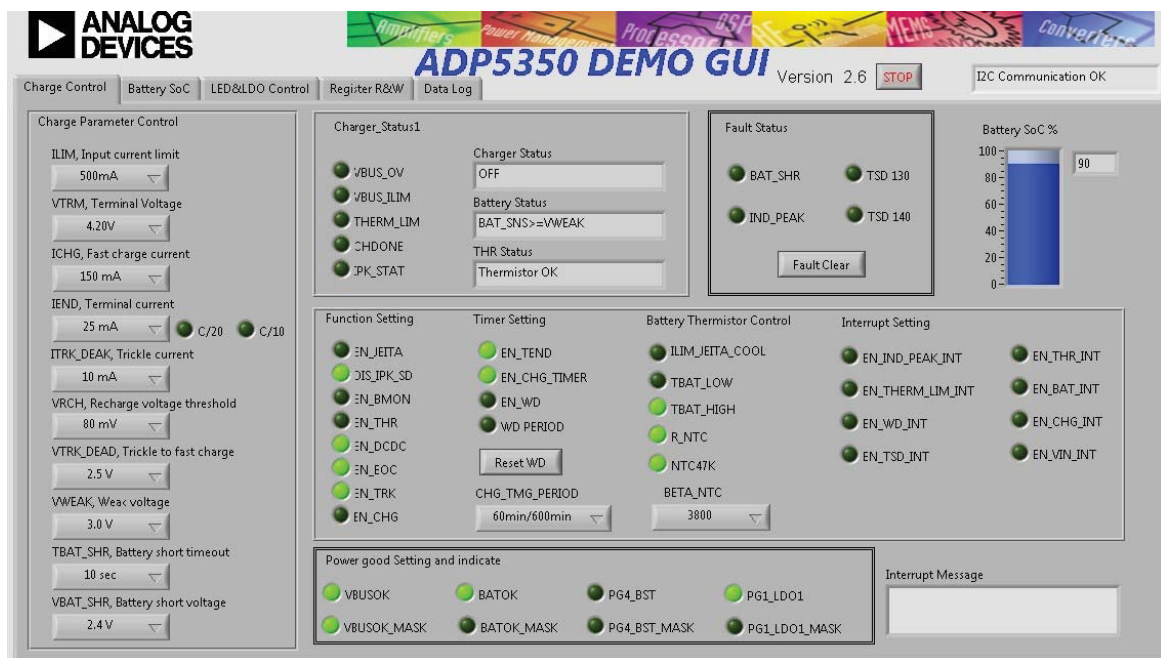 ANALOG
DEVICES
Amplifiers
Power Management
Processors
DSP
RF
MEMS
Converters
ADP5350 DEMO GUI
Version 2.6
STOP
I2C Communication OK
Charge Control
Battery SoC
LED&LDO Control
Register R&W
Data Log
Charge Parameter Control
ILIM, Input current limit
500mA
VTRM, Terminal Voltage
4.20V
ICHG, Fast charge current
150 mA
IEND, Terminal current
25 mA
C/20
C/10
ITRK_DEAK, Trickle current
10 mA
VRCH, Recharge voltage threshold
80 mV
VTRK_DEAD, Trickle to fast charge
2.5 V
VWEAK, Weak voltage
3.0 V
TBAT_SHR, Battery short timeout
10 sec
VBAT_SHR, Battery short voltage
2.4 V
Charger_Status1
VBUS_OV
VBUS_ILIM
THERM_LIM
CHDONE
IPK_STAT
Charger Status
OFF
Battery Status
BAT_SNS>=VWEAK
THR Status
Thermistor OK
Fault Status
BAT_SHR
TSD 130
IND_PEAK
TSD 140
Fault Clear
Battery SoC %
100
80
60
40
20
0
90
Function Setting
EN_JEITA
DIS_IPK_SD
EN_BMON
EN_THR
EN_DCDC
EN_EOC
EN_TRK
EN_CHG
Timer Setting
EN_TEND
EN_CHG_TIMER
EN_WD
WD PERIOD
Reset WD
CHG_TMG_PERIOD
60min/600min
Battery Thermistor Control
ILIM_JEITA_COOL
TBAT_LOW
TBAT_HIGH
R_NTC
NTC47K
BETA_NTC
3800
Interrupt Setting
EN_IND_PEAK_INT
EN_THERM_LIM_INT
EN_WD_INT
EN_TSD_INT
EN_THR_INT
EN_BAT_INT
EN_CHG_INT
EN_VIN_INT
Power good Setting and indicate
VBUSOK
BATOK
PG4_BST
PG1_LDO1
VBUSOK_MASK
BATOK_MASK
PG4_BST_MASK
PG1_LDO1_MASK
Interrupt Message